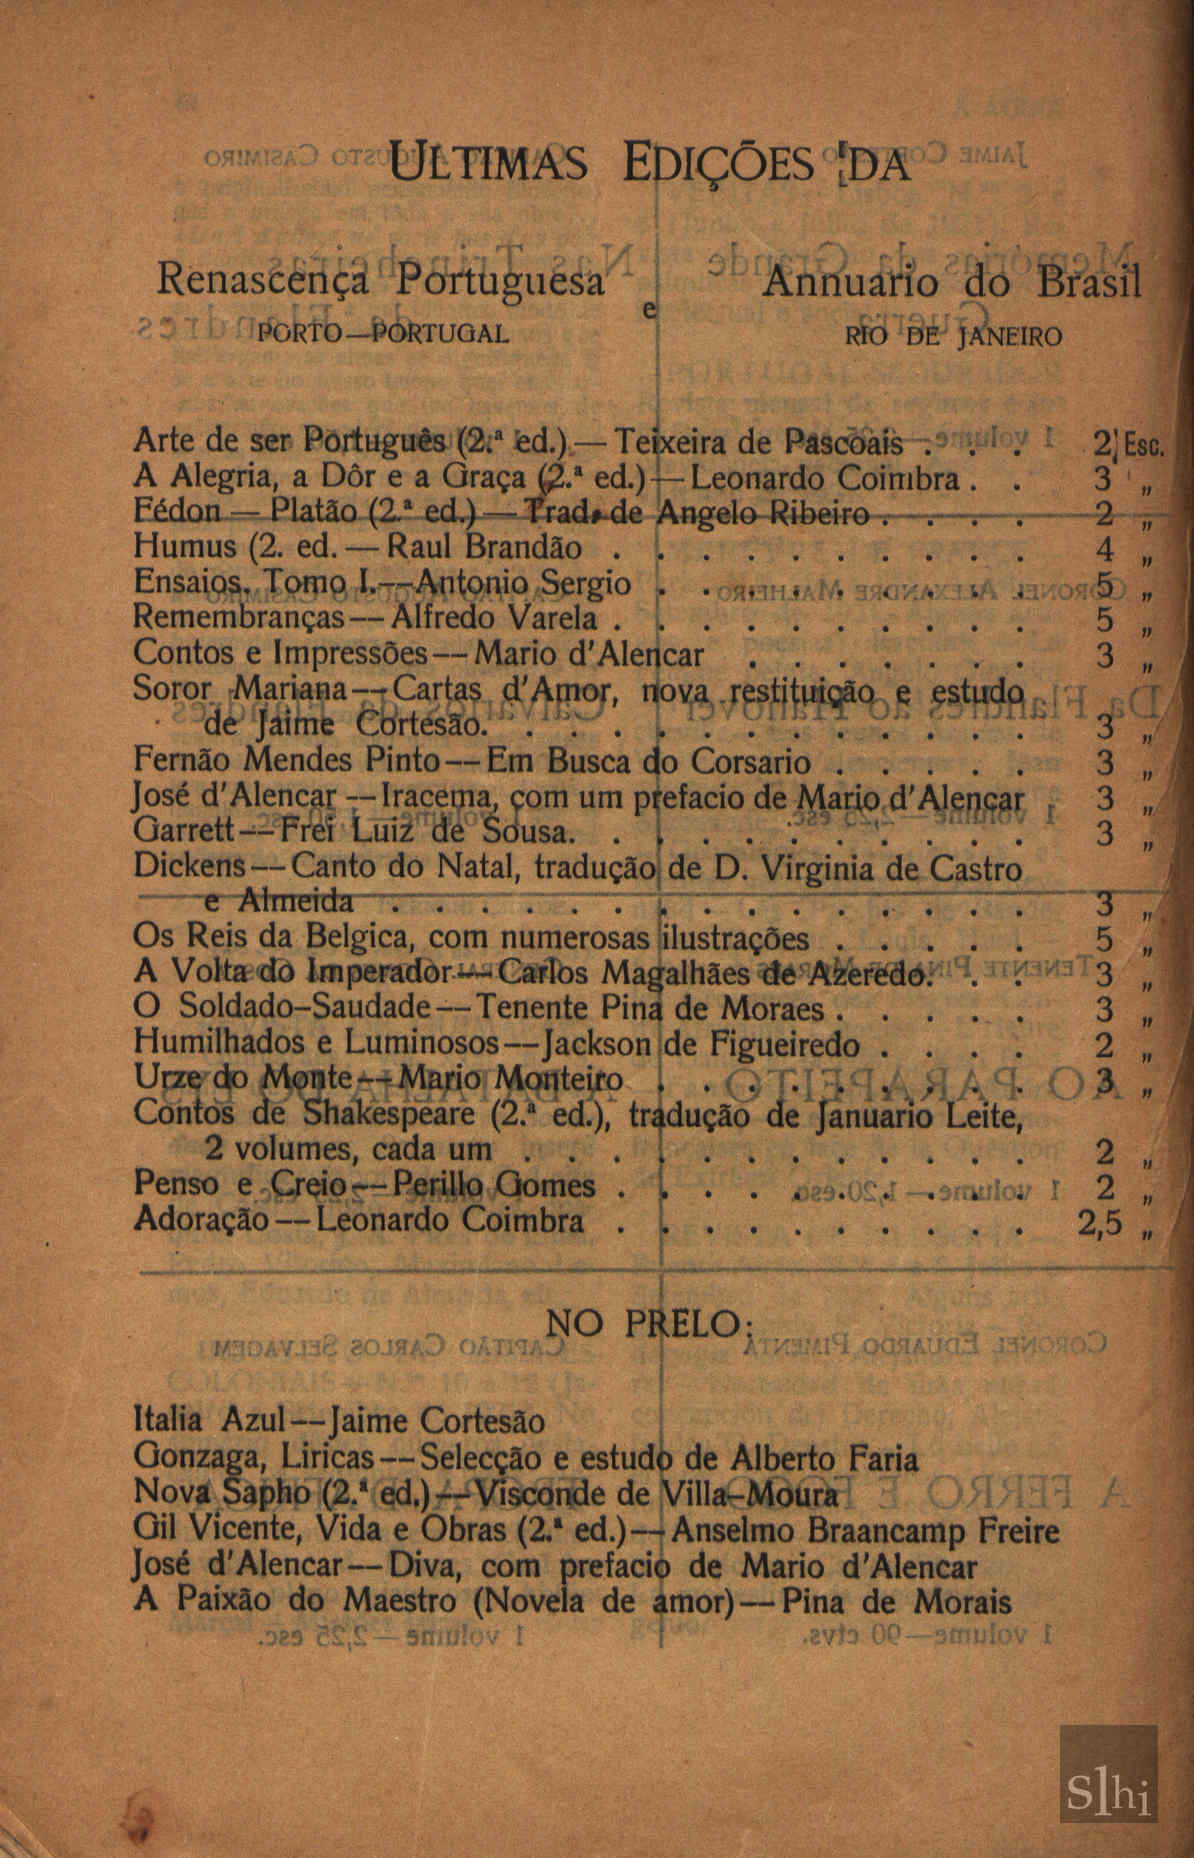 ULTIMAS EDIÇÕES DA
Renascença Portuguesa
PORTO—PORTUGAL
e
Annuario do Brasil
RIO DE JANEIRO
Arte de ser Português (2.ª ed.) — Teixeira de Pascoais . . . 2 Esc.
A Alegria, a Dôr e a Graça (2.ª ed.) — Leonardo Coimbra . . 3 „
Fédon — Platão (2.ª ed.) — Trad. de Angelo Ribeiro . . . . 2 „
Humus (2. ed. — Raul Brandão . . . . . . . . . . 4 „
Ensaios. Tomo I. — Antonio Sergio . . . . . . . . . 5 „
Remembranças — Alfredo Varela . . . . . . . . . . 5 „
Contos e Impressões — Mario d'Alencar . . . . . . . 3 „
Soror Mariana — Cartas d'Amor, nova restituição e estudo
de Jaime Cortesão. . . . . . . . . . . . . 3 „
Fernão Mendes Pinto — Em Busca do Corsario . . . . . 3 „
José d'Alencar — Iracema, com um prefacio de Mario d'Alencar . 3 „
Garrett — Frei Luiz de Sousa. . . . . . . . . . . 3 „
Dickens — Canto do Natal, tradução de D. Virginia de Castro
e Almeida . . . . . . . . . . . . . . . 3 „
Os Reis da Belgica, com numerosas ilustrações . . . . . 5 „
A Volta do Imperador — Carlos Magalhães de Azeredo. . . 3 „
O Soldado-Saudade — Tenente Pina de Moraes . . . . . 3 „
Humilhados e Luminosos — Jackson de Figueiredo . . . . 2 „
Urze do Monte — Mario Monteiro . . . . . . . . . 3 „
Contos de Shakespeare (2.ª ed.), tradução de Januario Leite,
2 volumes, cada um . . . . . . . . . . . . 2 „
Penso e Creio — Perillo Gomes . . . . . . . . . . 2 „
Adoração — Leonardo Coimbra . . . . . . . . . . 2,5 „
NO PRELO:
Italia Azul — Jaime Cortesão
Gonzaga, Liricas — Selecção e estudo de Alberto Faria
Nova Sapho (2.ª ed.) — Visconde de Villa-Moura
Gil Vicente, Vida e Obras (2.ª ed.) — Anselmo Braancamp Freire
José d'Alencar — Diva, com prefacio de Mario d'Alencar
A Paixão do Maestro (Novela de amor) — Pina de Morais
slhi